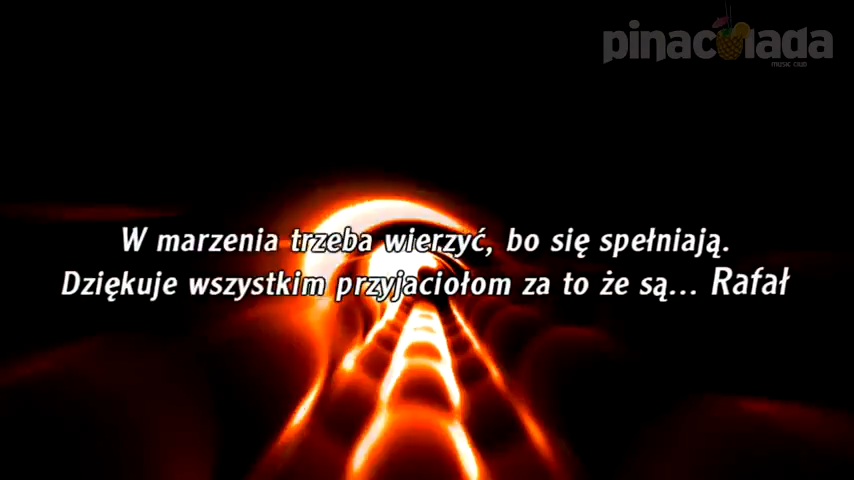 pinacolada
music club
W marzenia trzeba wierzyć, bo się spełniają.
Dziękuje wszystkim przyjaciołom za to że są... Rafał